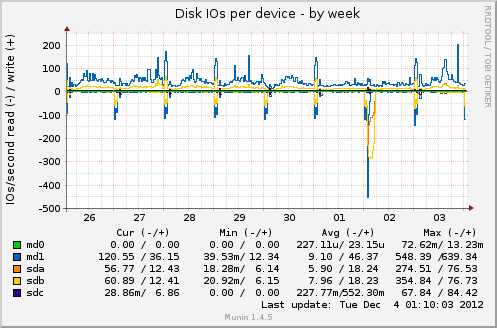 Disk IOs per device - by week
RRDTOOL / TOBI OETIKER
IOs/second read (-) / write (+)
200
100
0
-100
-200
-300
-400
-500
26 27 28 29 30 01 02 03
Cur (-/+) Min (-/+) Avg (-/+) Max (-/+)
md0 0.00 / 0.00 0.00 / 0.00 227.11u/ 23.15u 72.62m/ 13.23m
md1 120.55 / 36.15 39.53m/ 12.34 9.10 / 46.37 548.39 /639.34
sda 56.77 / 12.43 18.28m/ 6.14 5.90 / 18.24 274.51 / 76.53
sdb 60.89 / 12.41 20.92m/ 6.15 7.96 / 18.23 354.84 / 76.73
sdc 28.86m/ 6.86 0.00 / 0.00 227.77m/552.30m 67.84 / 84.42
Last update: Tue Dec 4 01:10:03 2012
Munin 1.4.5